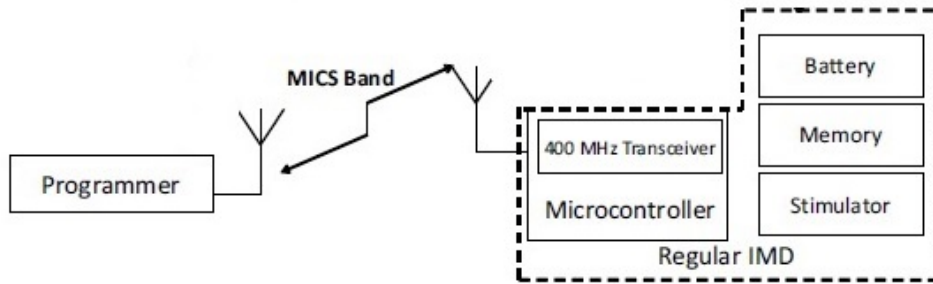 MICS Band
Programmer
400 MHz Transceiver
Microcontroller
Battery
Memory
Stimulator
Regular IMD